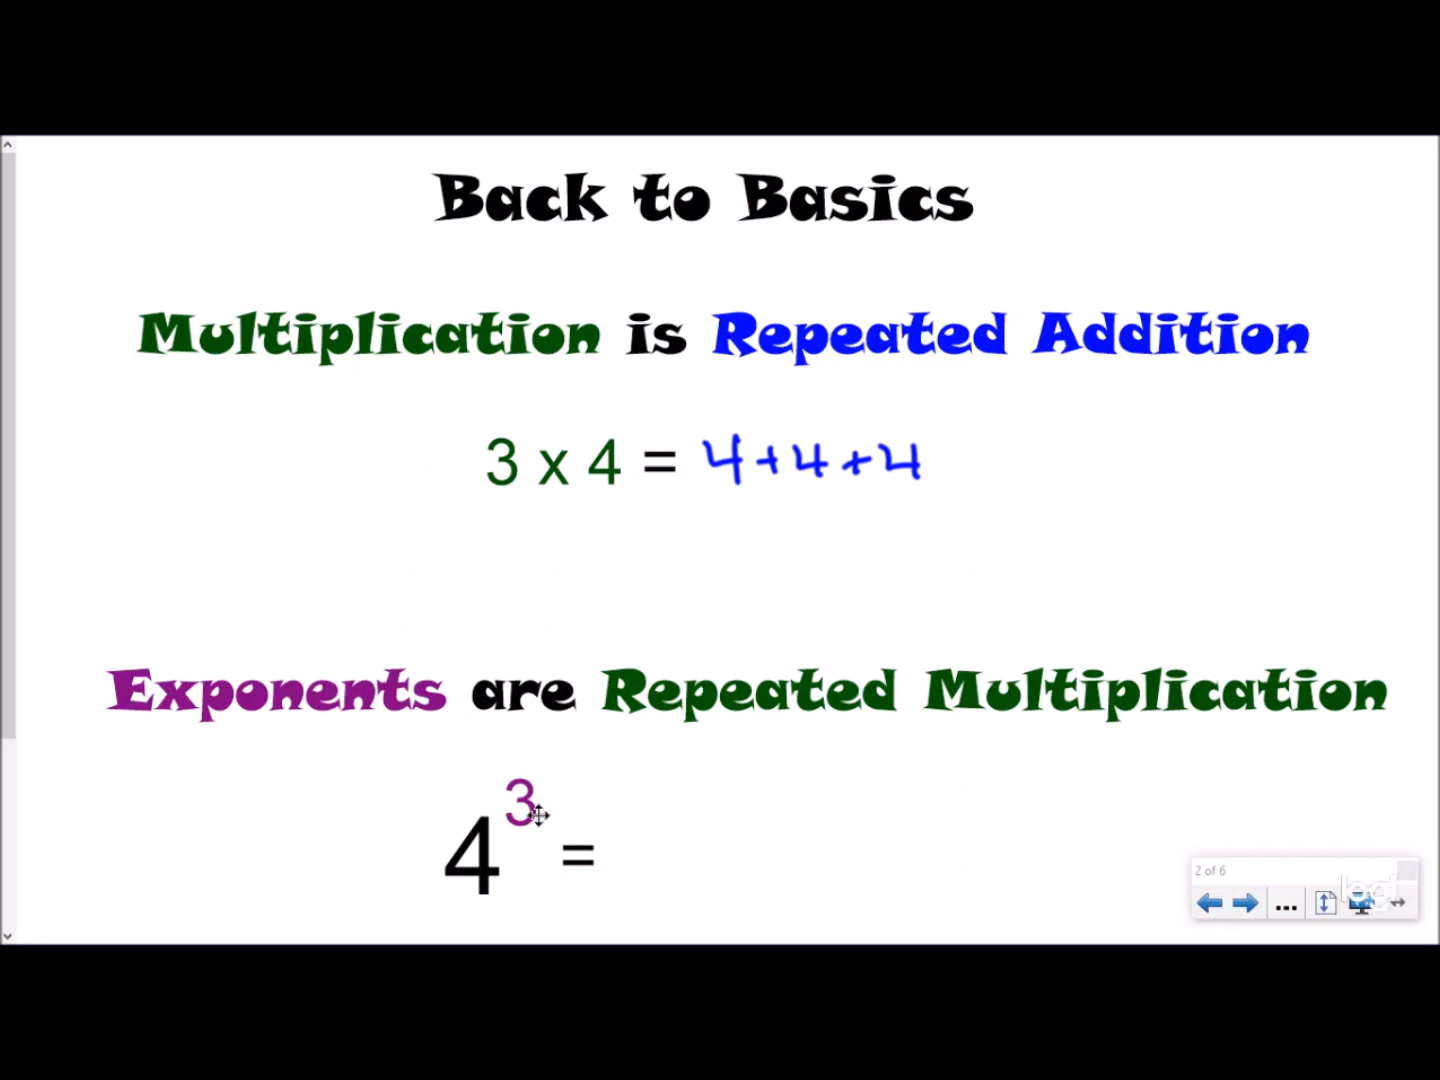 Back to Basics
Multiplication is Repeated Addition
3 x 4 = 4+4+4
Exponents are Repeated Multiplication
4³ =
2 of 6
logi